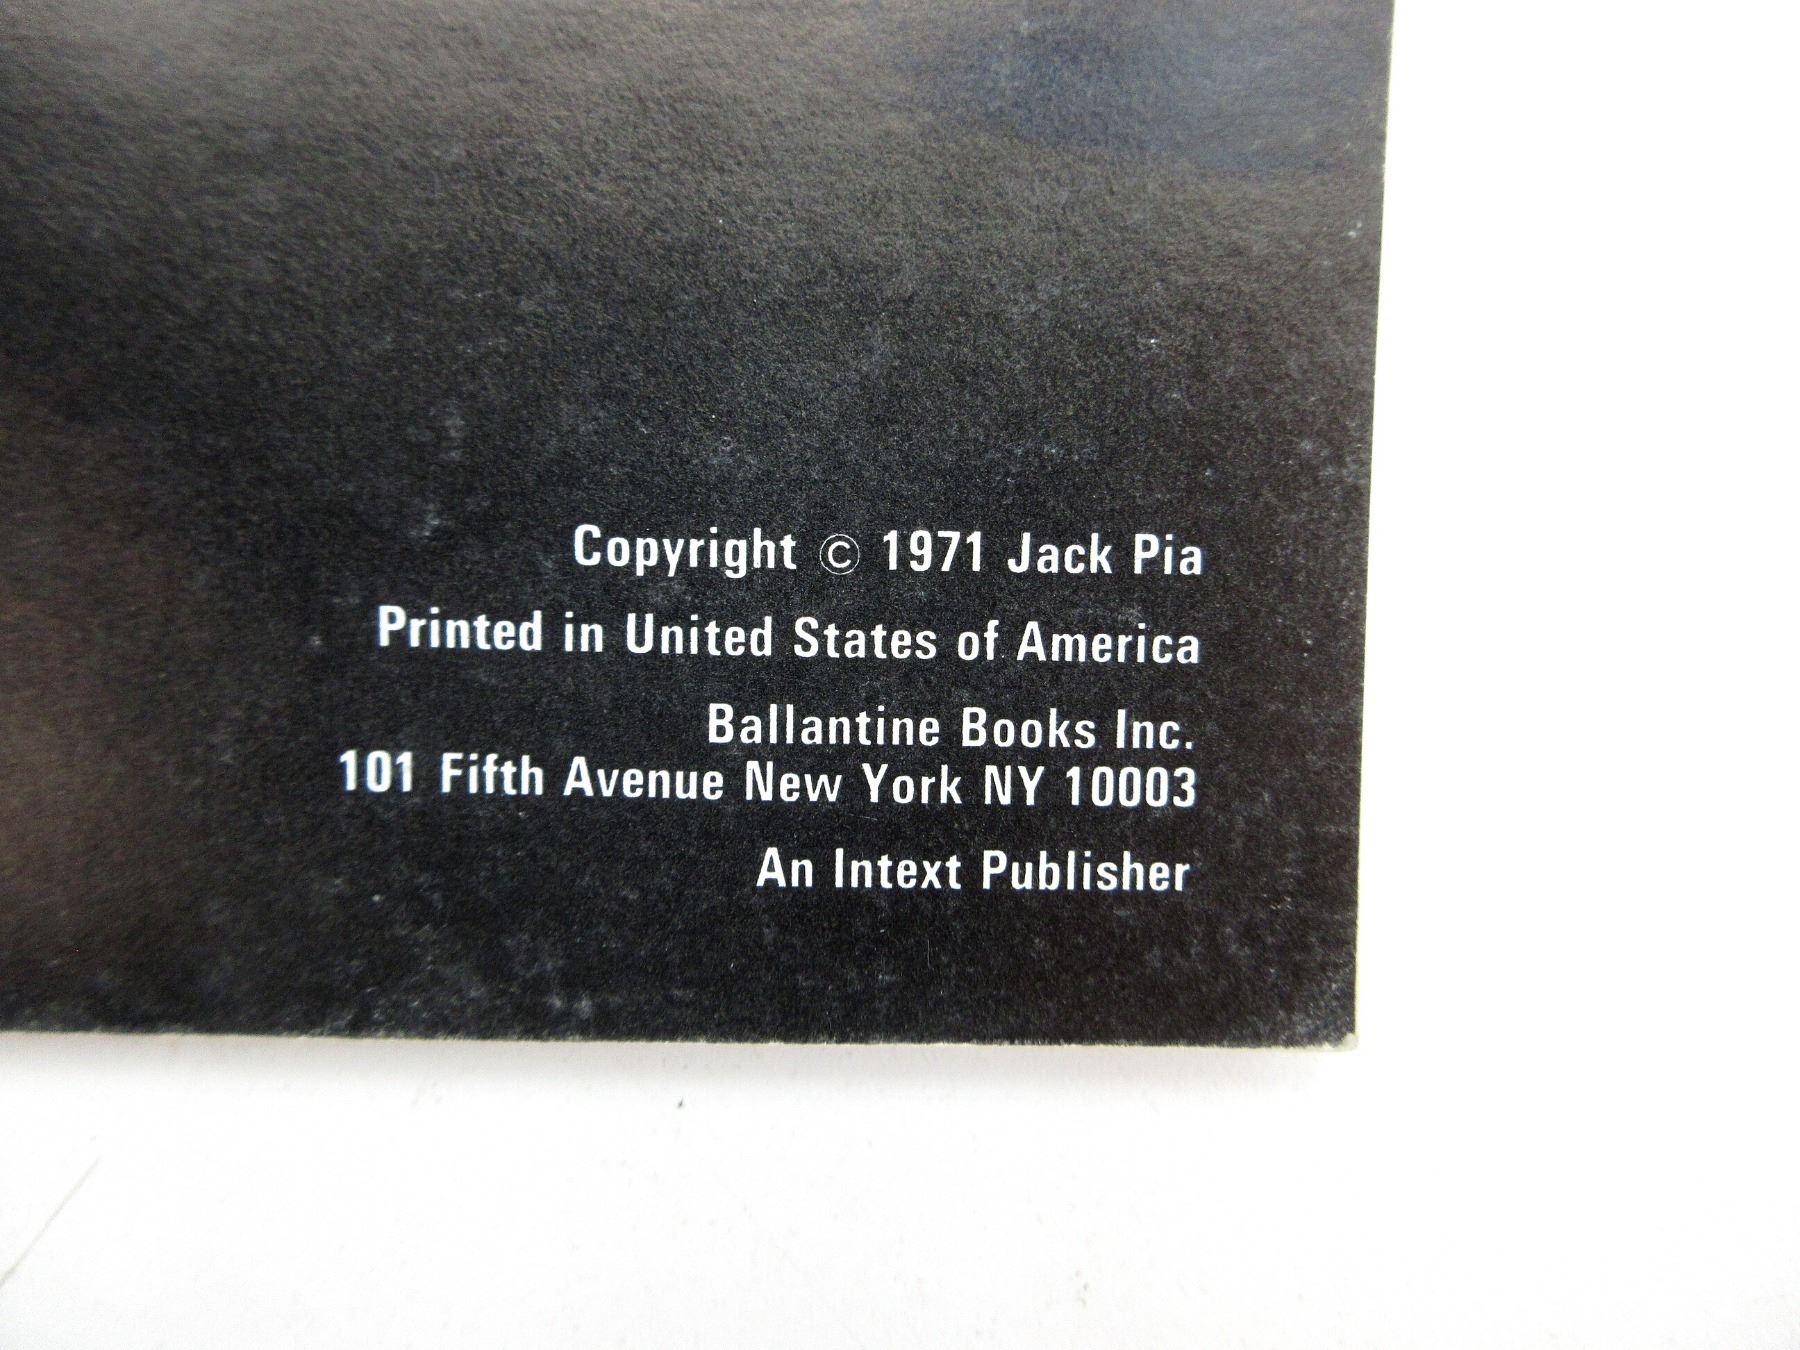 Copyright © 1971 Jack Pia
Printed in United States of America
Ballantine Books Inc.
101 Fifth Avenue New York NY 10003
An Intext Publisher